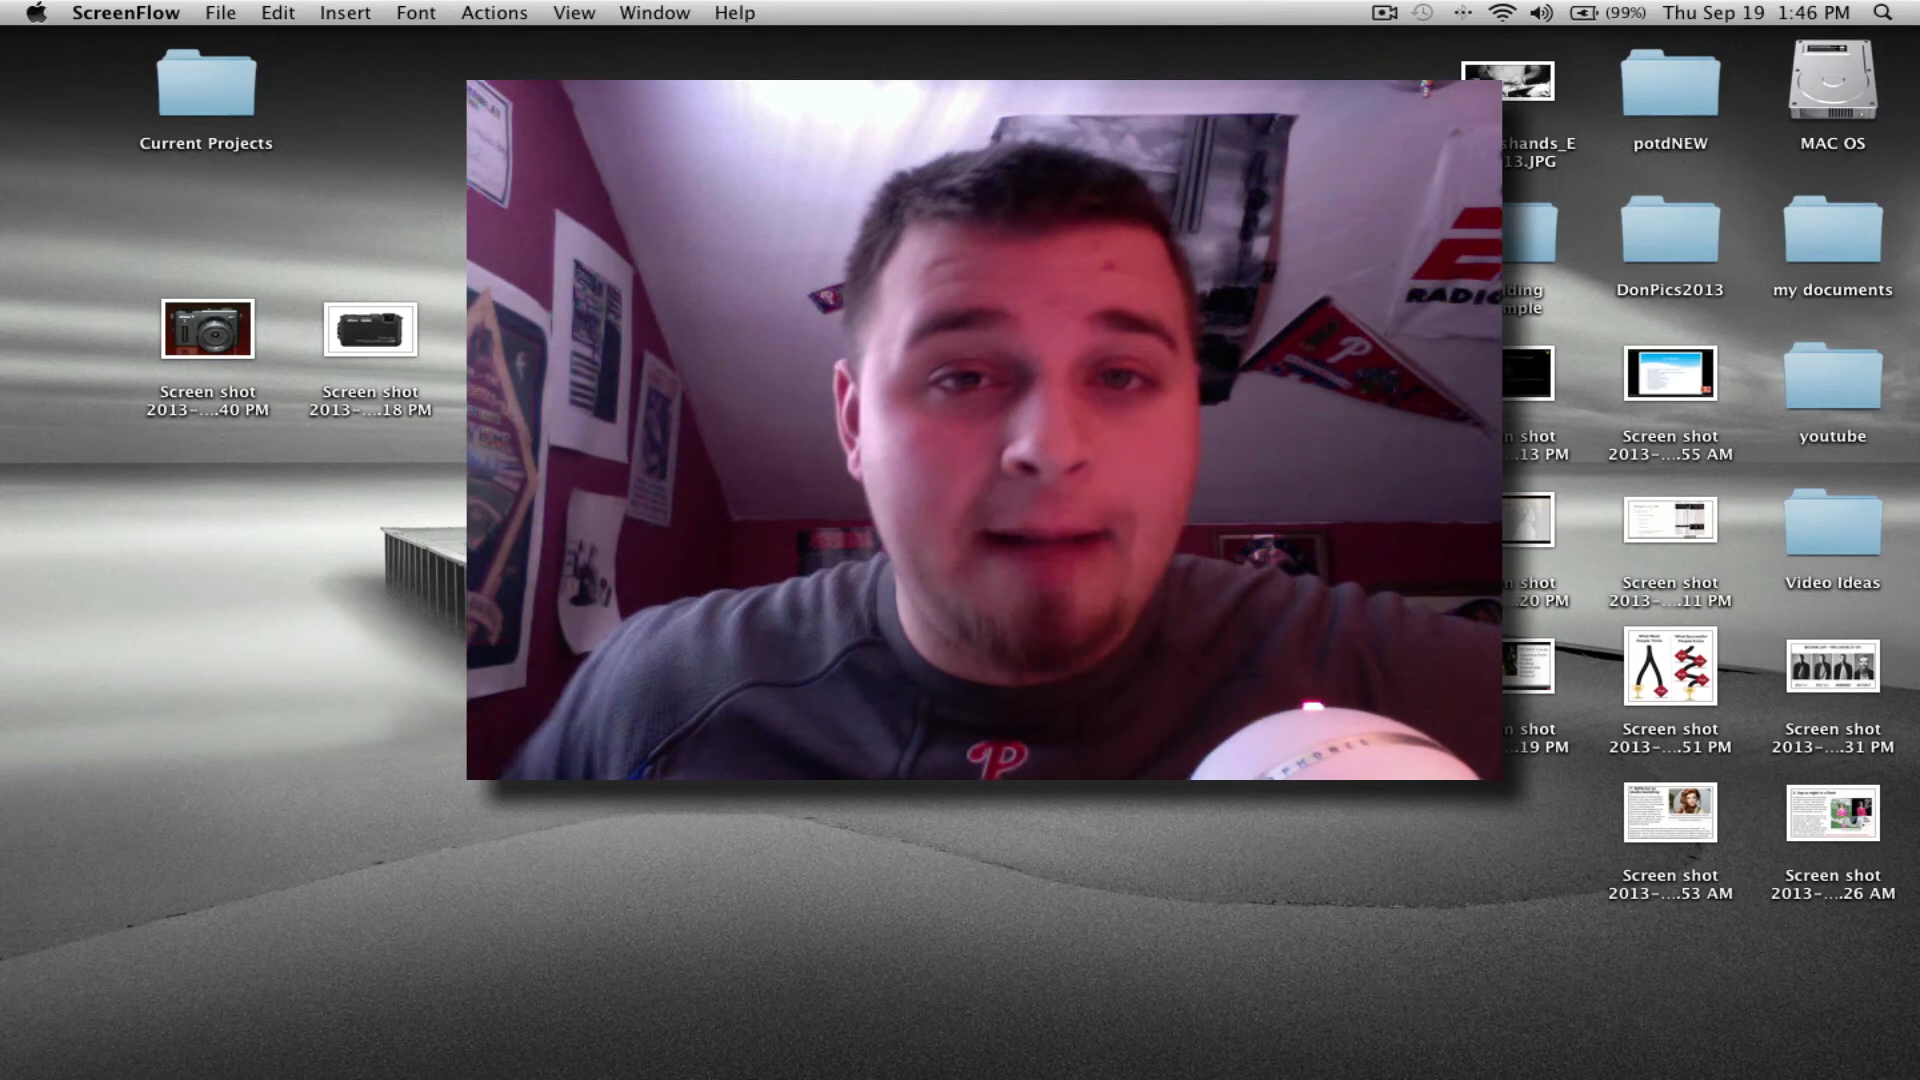 ScreenFlow File Edit Insert Font Actions View Window Help (99%) Thu Sep 19 1:46 PM
Current Projects
shands_E
13.JPG
potdNEW
MAC OS
Screen shot
2013-....40 PM
Screen shot
2013-....18 PM
RADIO
ding
mple
DonPics2013
my documents
n shot
...13 PM
Screen shot
2013-....55 AM
youtube
n shot
...20 PM
Screen shot
2013-....11 PM
Video Ideas
P
P
PHONES
n shot
...19 PM
Screen shot
2013-....51 PM
Screen shot
2013-....31 PM
Screen shot
2013-....53 AM
Screen shot
2013-....26 AM